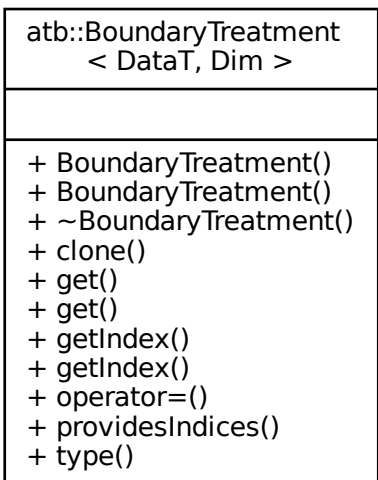 atb::BoundaryTreatment
< DataT, Dim >
+ BoundaryTreatment()
+ BoundaryTreatment()
+ ~BoundaryTreatment()
+ clone()
+ get()
+ get()
+ getIndex()
+ getIndex()
+ operator=()
+ providesIndices()
+ type()